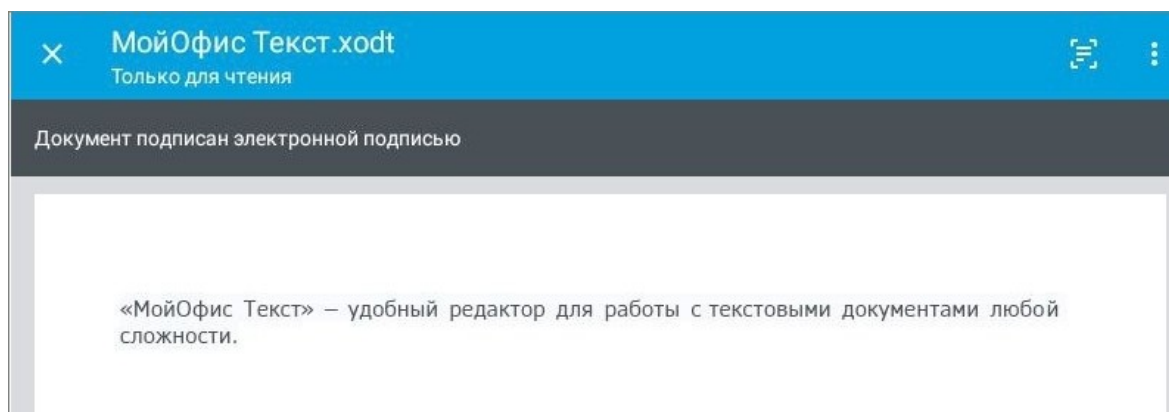 МойОфис Текст.xodt
Только для чтения
Документ подписан электронной подписью
«МойОфис Текст» – удобный редактор для работы с текстовыми документами любой
сложности.